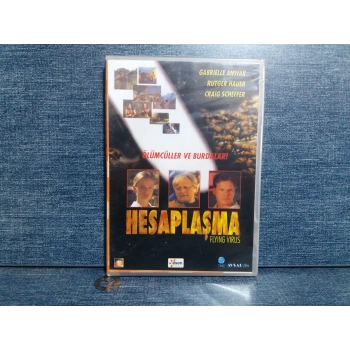 GABRIELLE ANWAR
RUTGER HAUER
CRAIG SCHEFFER
ÖLÜMCÜLLER VE BURDALAR!
HESAPLAŞMA
FLYING VIRUS